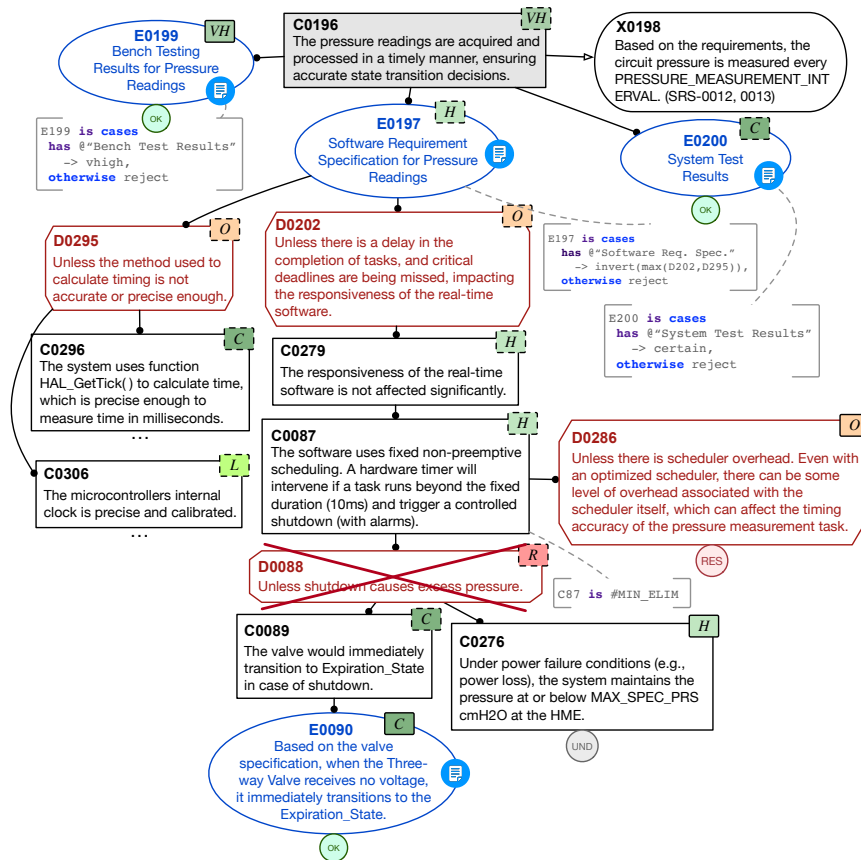 C0196
VH
The pressure readings are acquired and
processed in a timely manner, ensuring
accurate state transition decisions.
E0199
VH
Bench Testing
Results for Pressure
Readings
OK
X0198
Based on the requirements, the
circuit pressure is measured every
PRESSURE_MEASUREMENT_INT
ERVAL. (SRS-0012, 0013)
E199 is cases
has @"Bench Test Results"
-> vhigh,
otherwise reject
E0197
H
Software Requirement
Specification for Pressure
Readings
E0200
C
System Test
Results
OK
D0295
O
Unless the method used to
calculate timing is not
accurate or precise enough.
D0202
O
Unless there is a delay in the
completion of tasks, and critical
deadlines are being missed, impacting
the responsiveness of the real-time
software.
E197 is cases
has @"Software Req. Spec."
-> invert(max(D202,D295)),
otherwise reject
E200 is cases
has @"System Test Results"
-> certain,
otherwise reject
C0296
C
The system uses function
HAL_GetTick() to calculate time,
which is precise enough to
measure time in milliseconds.
...
C0279
H
The responsiveness of the real-time
software is not affected significantly.
C0306
L
The microcontrollers internal
clock is precise and calibrated.
...
C0087
H
The software uses fixed non-preemptive
scheduling. A hardware timer will
intervene if a task runs beyond the fixed
duration (10ms) and trigger a controlled
shutdown (with alarms).
D0286
O
Unless there is scheduler overhead. Even with
an optimized scheduler, there can be some
level of overhead associated with the
scheduler itself, which can affect the timing
accuracy of the pressure measurement task.
RES
D0088
R
Unless shutdown causes excess pressure.
C87 is #MIN_ELIM
C0089
C
The valve would immediately
transition to Expiration_State
in case of shutdown.
C0276
H
Under power failure conditions (e.g.,
power loss), the system maintains the
pressure at or below MAX_SPEC_PRS
cmH2O at the HME.
UND
E0090
C
Based on the valve
specification, when the Three-
way Valve receives no voltage,
it immediately transitions to the
Expiration_State.
OK